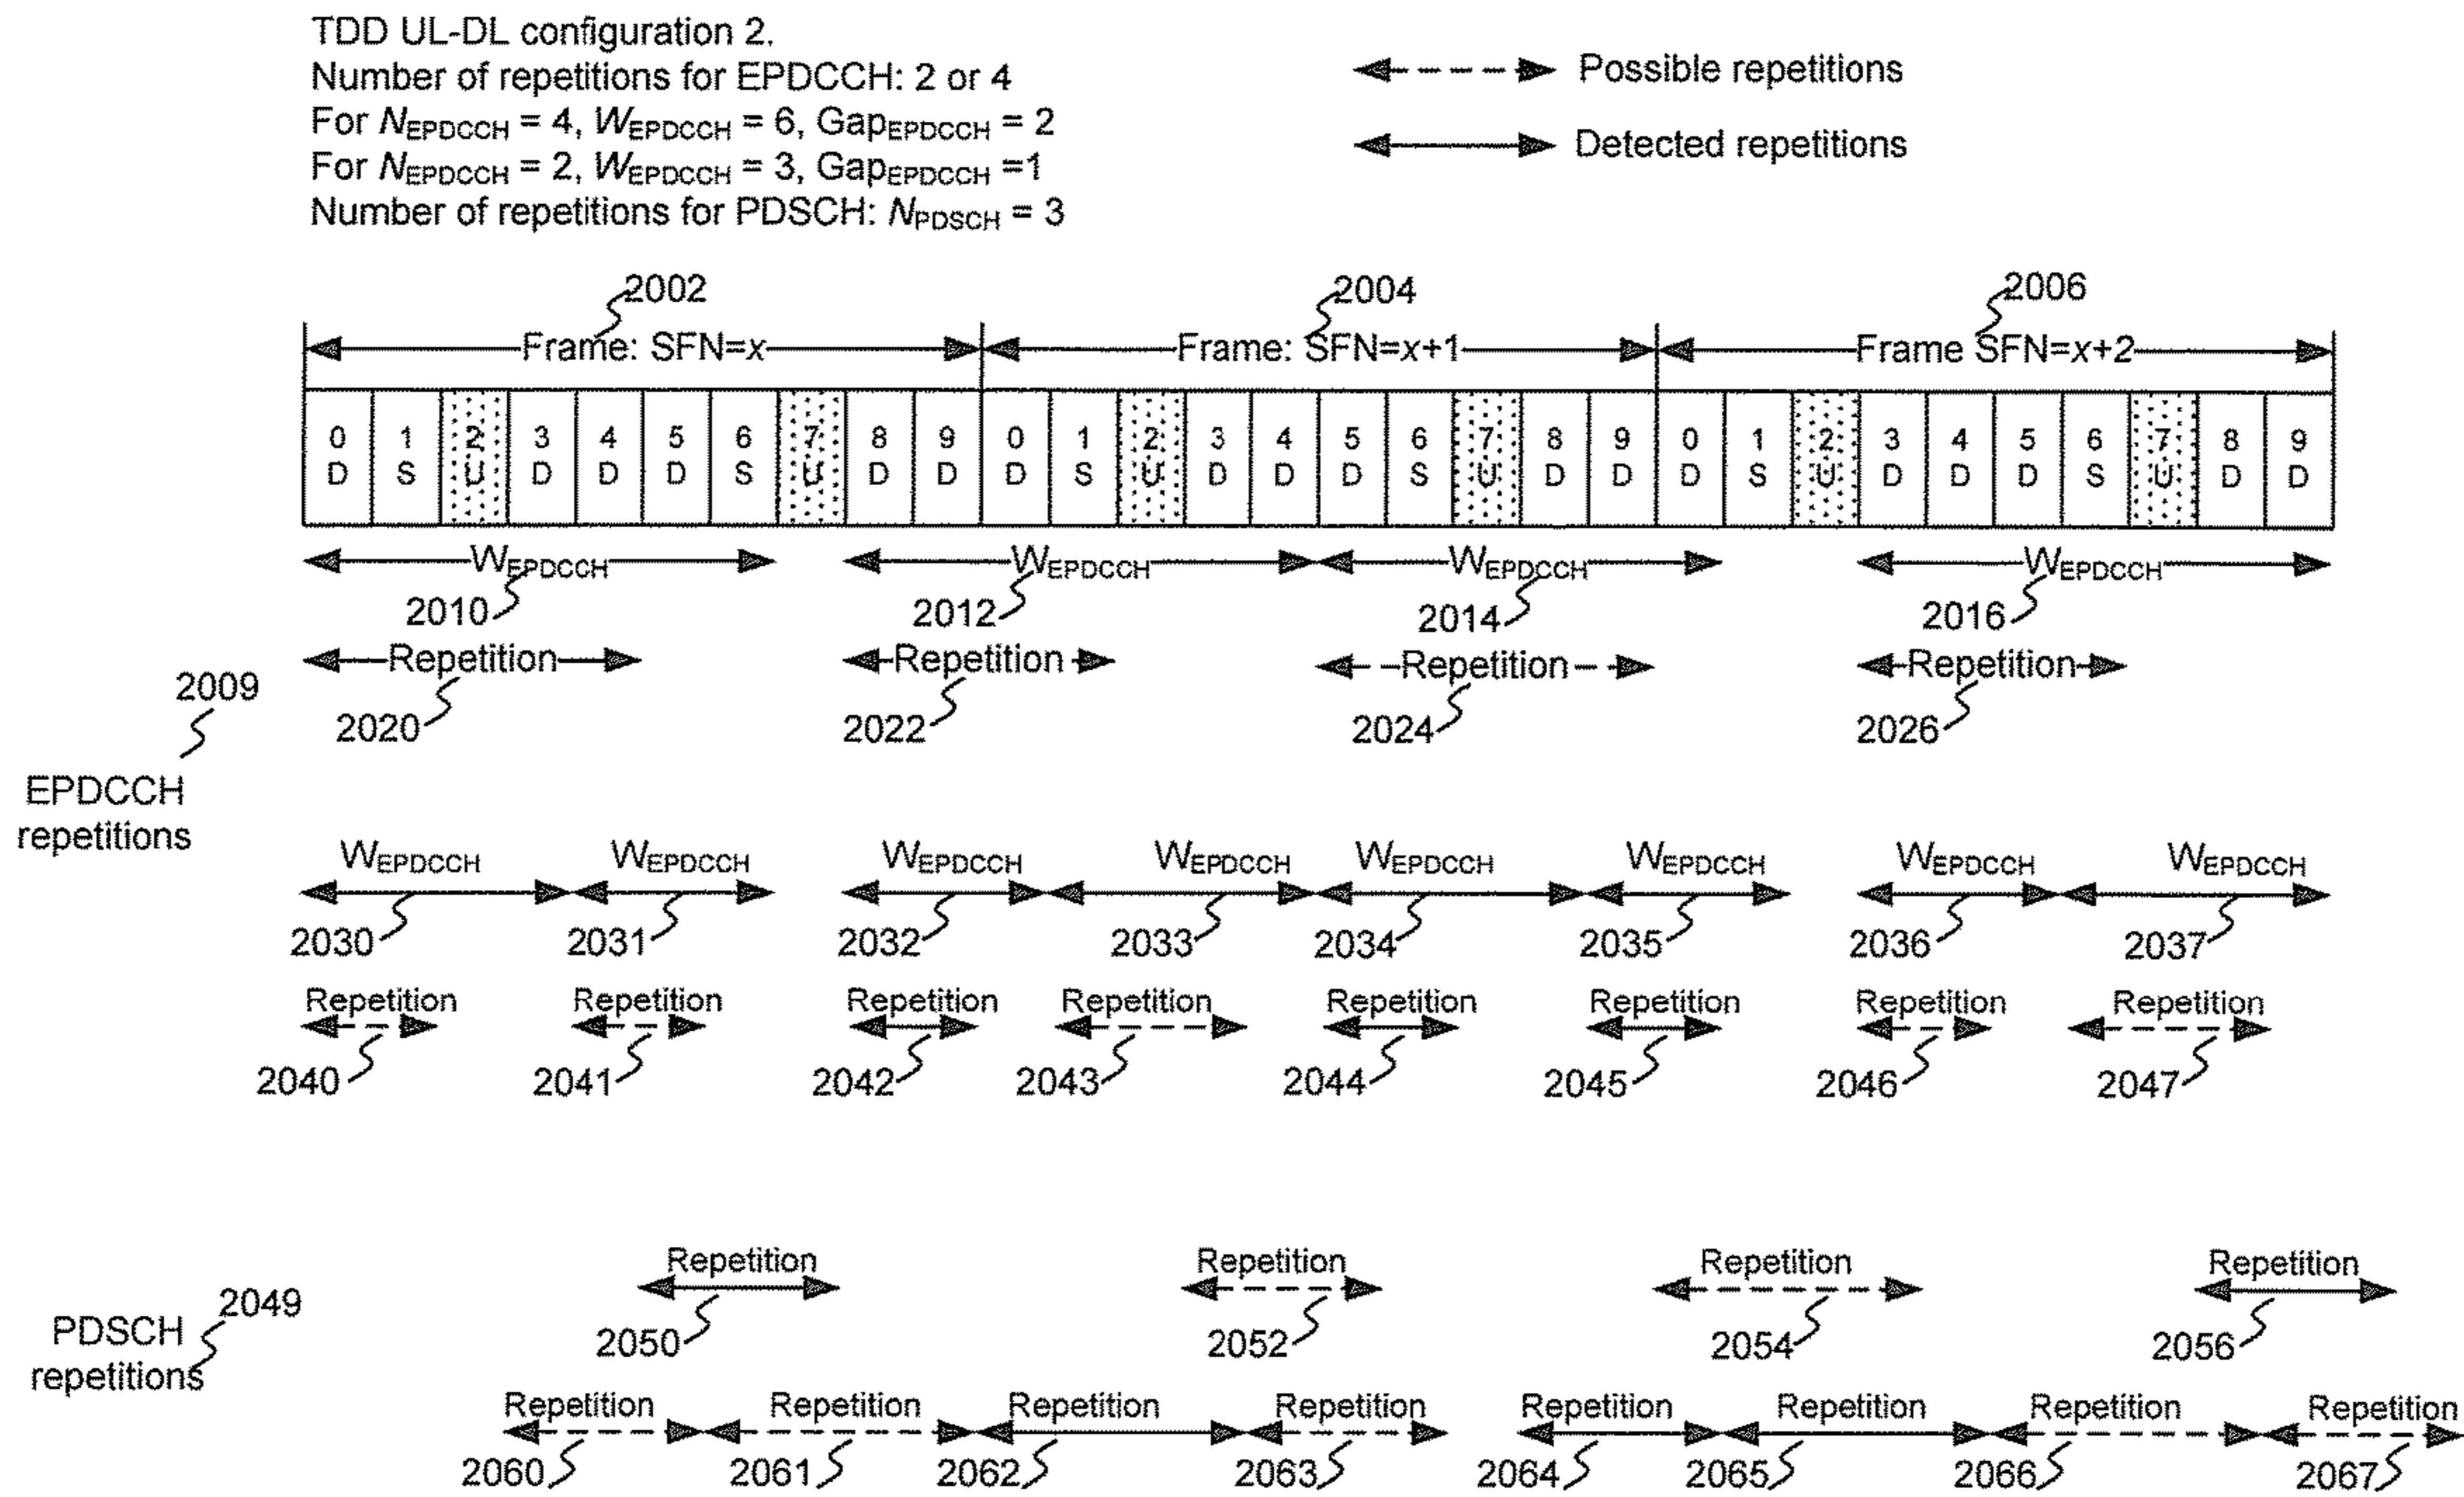 TDD UL-DL configuration 2.
Number of repetitions for EPDCCH: 2 or 4
For NEPDCCH = 4, WEPDCCH = 6, GapEPDCCH = 2
For NEPDCCH = 2, WEPDCCH = 3, GapEPDCCH =1
Number of repetitions for PDSCH: NPDSCH = 3
Possible repetitions
Detected repetitions
2002 2004 2006
Frame: SFN=x Frame: SFN=x+1 Frame SFN=x+2
0 1 2 3 4 5 6 7 8 9 0 1 2 3 4 5 6 7 8 9 0 1 2 3 4 5 6 7 8 9
D S U D D D S U D D D S U D D D S U D D D S U D D D S U D D
WEPDCCH WEPDCCH WEPDCCH WEPDCCH
2010 2012 2014 2016
Repetition Repetition Repetition Repetition
2020 2022 2024 2026
2009
EPDCCH
repetitions
WEPDCCH WEPDCCH WEPDCCH WEPDCCH WEPDCCH WEPDCCH WEPDCCH WEPDCCH
2030 2031 2032 2033 2034 2035 2036 2037
Repetition Repetition Repetition Repetition Repetition Repetition Repetition Repetition
2040 2041 2042 2043 2044 2045 2046 2047
Repetition Repetition Repetition Repetition
2050 2052 2054 2056
2049
PDSCH
repetitions
Repetition Repetition Repetition Repetition Repetition Repetition Repetition Repetition
2060 2061 2062 2063 2064 2065 2066 2067